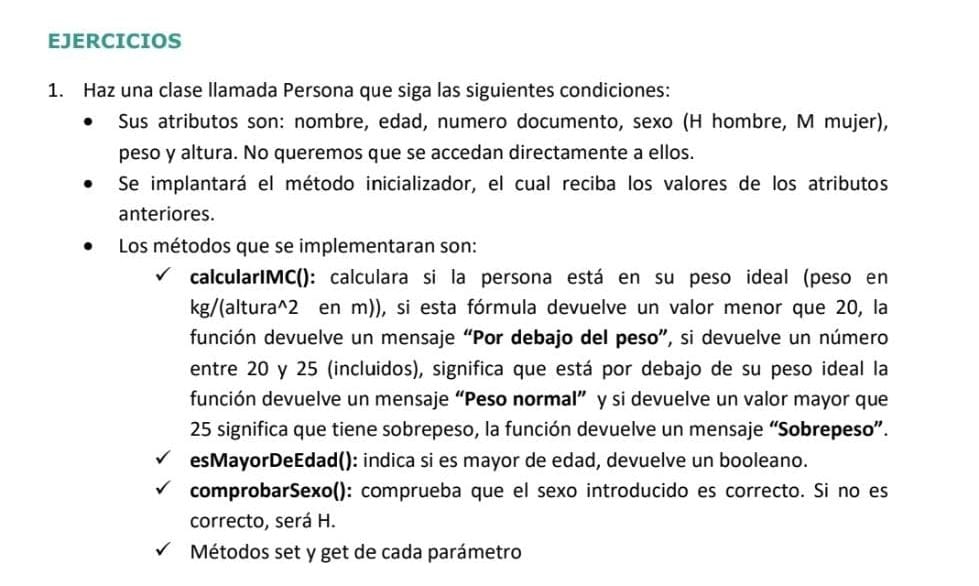 EJERCICIOS
1. Haz una clase llamada Persona que siga las siguientes condiciones:
• Sus atributos son: nombre, edad, numero documento, sexo (H hombre, M mujer),
peso y altura. No queremos que se accedan directamente a ellos.
• Se implantará el método inicializador, el cual reciba los valores de los atributos
anteriores.
• Los métodos que se implementaran son:
✓ calcularIMC(): calculara si la persona está en su peso ideal (peso en
kg/(altura^2 en m)), si esta fórmula devuelve un valor menor que 20, la
función devuelve un mensaje “Por debajo del peso”, si devuelve un número
entre 20 y 25 (incluidos), significa que está por debajo de su peso ideal la
función devuelve un mensaje “Peso normal” y si devuelve un valor mayor que
25 significa que tiene sobrepeso, la función devuelve un mensaje “Sobrepeso”.
✓ esMayorDeEdad(): indica si es mayor de edad, devuelve un booleano.
✓ comprobarSexo(): comprueba que el sexo introducido es correcto. Si no es
correcto, será H.
✓ Métodos set y get de cada parámetro